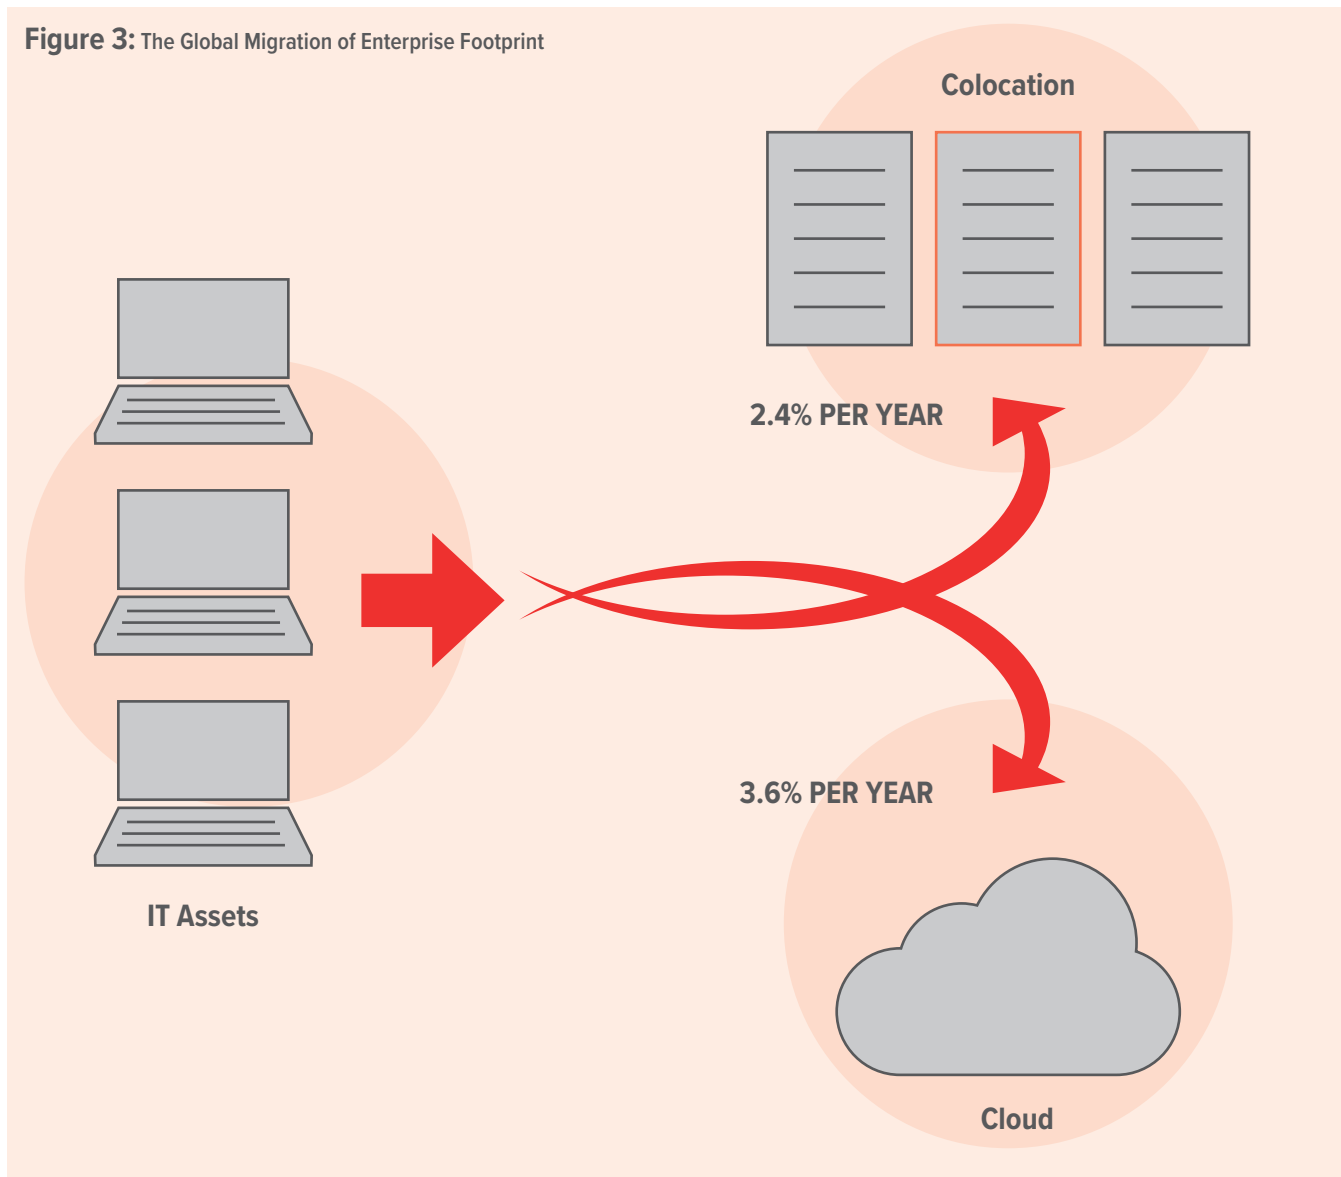 Figure 3: The Global Migration of Enterprise Footprint
Colocation
2.4% PER YEAR
3.6% PER YEAR
IT Assets
Cloud